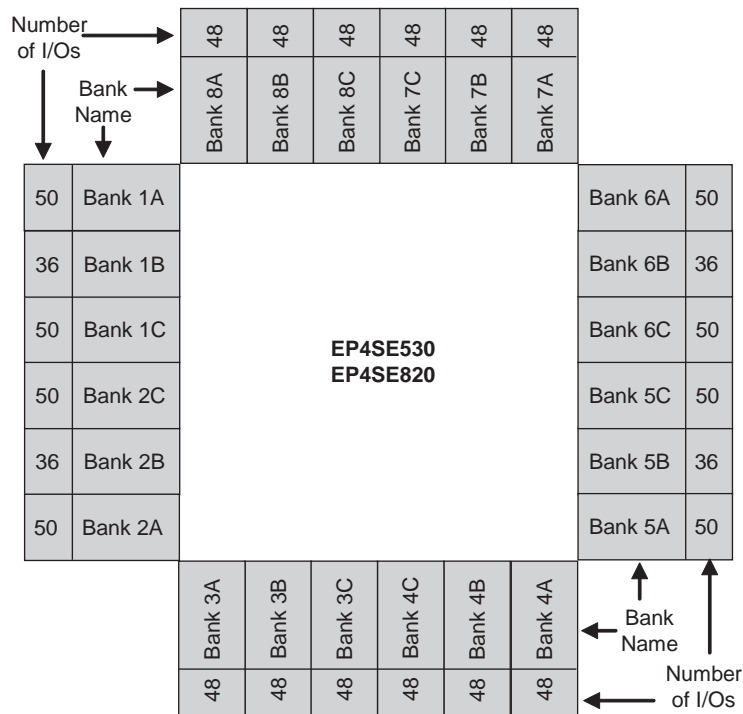 Number
of I/Os
48 48 48 48 48 48
Bank
Name
Bank 8A Bank 8B Bank 8C Bank 7C Bank 7B Bank 7A
50 Bank 1A Bank 6A 50
36 Bank 1B Bank 6B 36
50 Bank 1C Bank 6C 50
EP4SE530
EP4SE820
50 Bank 2C Bank 5C 50
36 Bank 2B Bank 5B 36
50 Bank 2A Bank 5A 50
Bank 3A Bank 3B Bank 3C Bank 4C Bank 4B Bank 4A
Bank
Name
48 48 48 48 48 48
Number
of I/Os